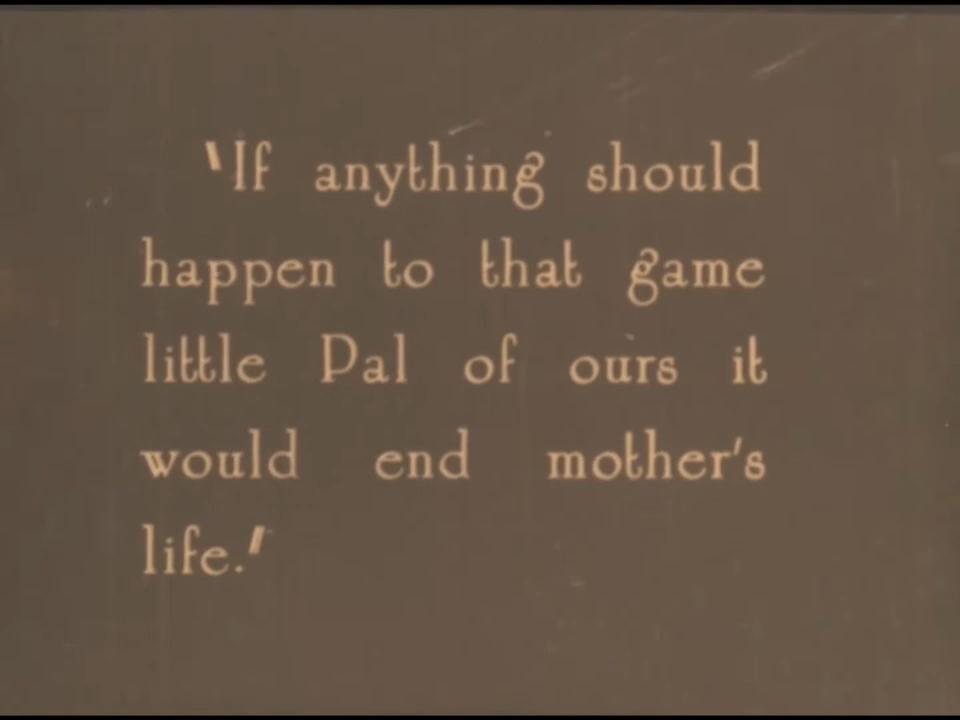 "If anything should
happen to that game
little Pal of ours it
would end mother's
life."